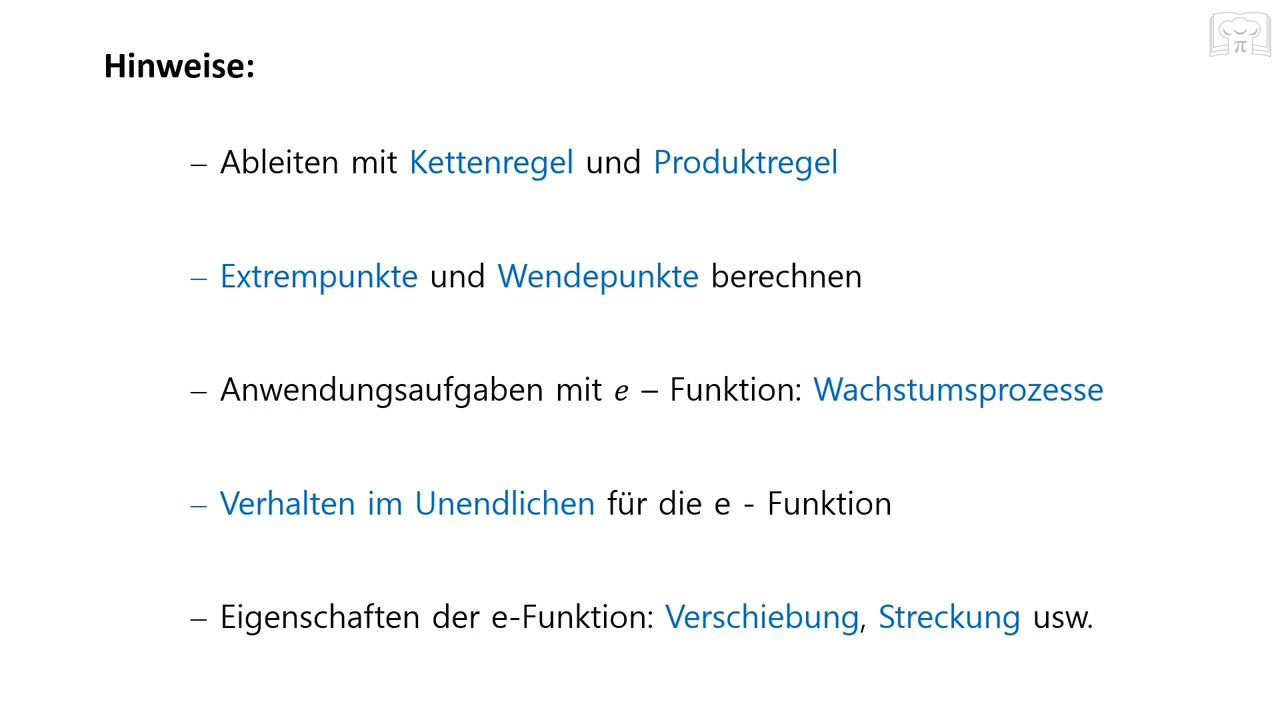 Hinweise:
– Ableiten mit Kettenregel und Produktregel
– Extrempunkte und Wendepunkte berechnen
– Anwendungsaufgaben mit e – Funktion: Wachstumsprozesse
– Verhalten im Unendlichen für die e - Funktion
– Eigenschaften der e-Funktion: Verschiebung, Streckung usw.
π